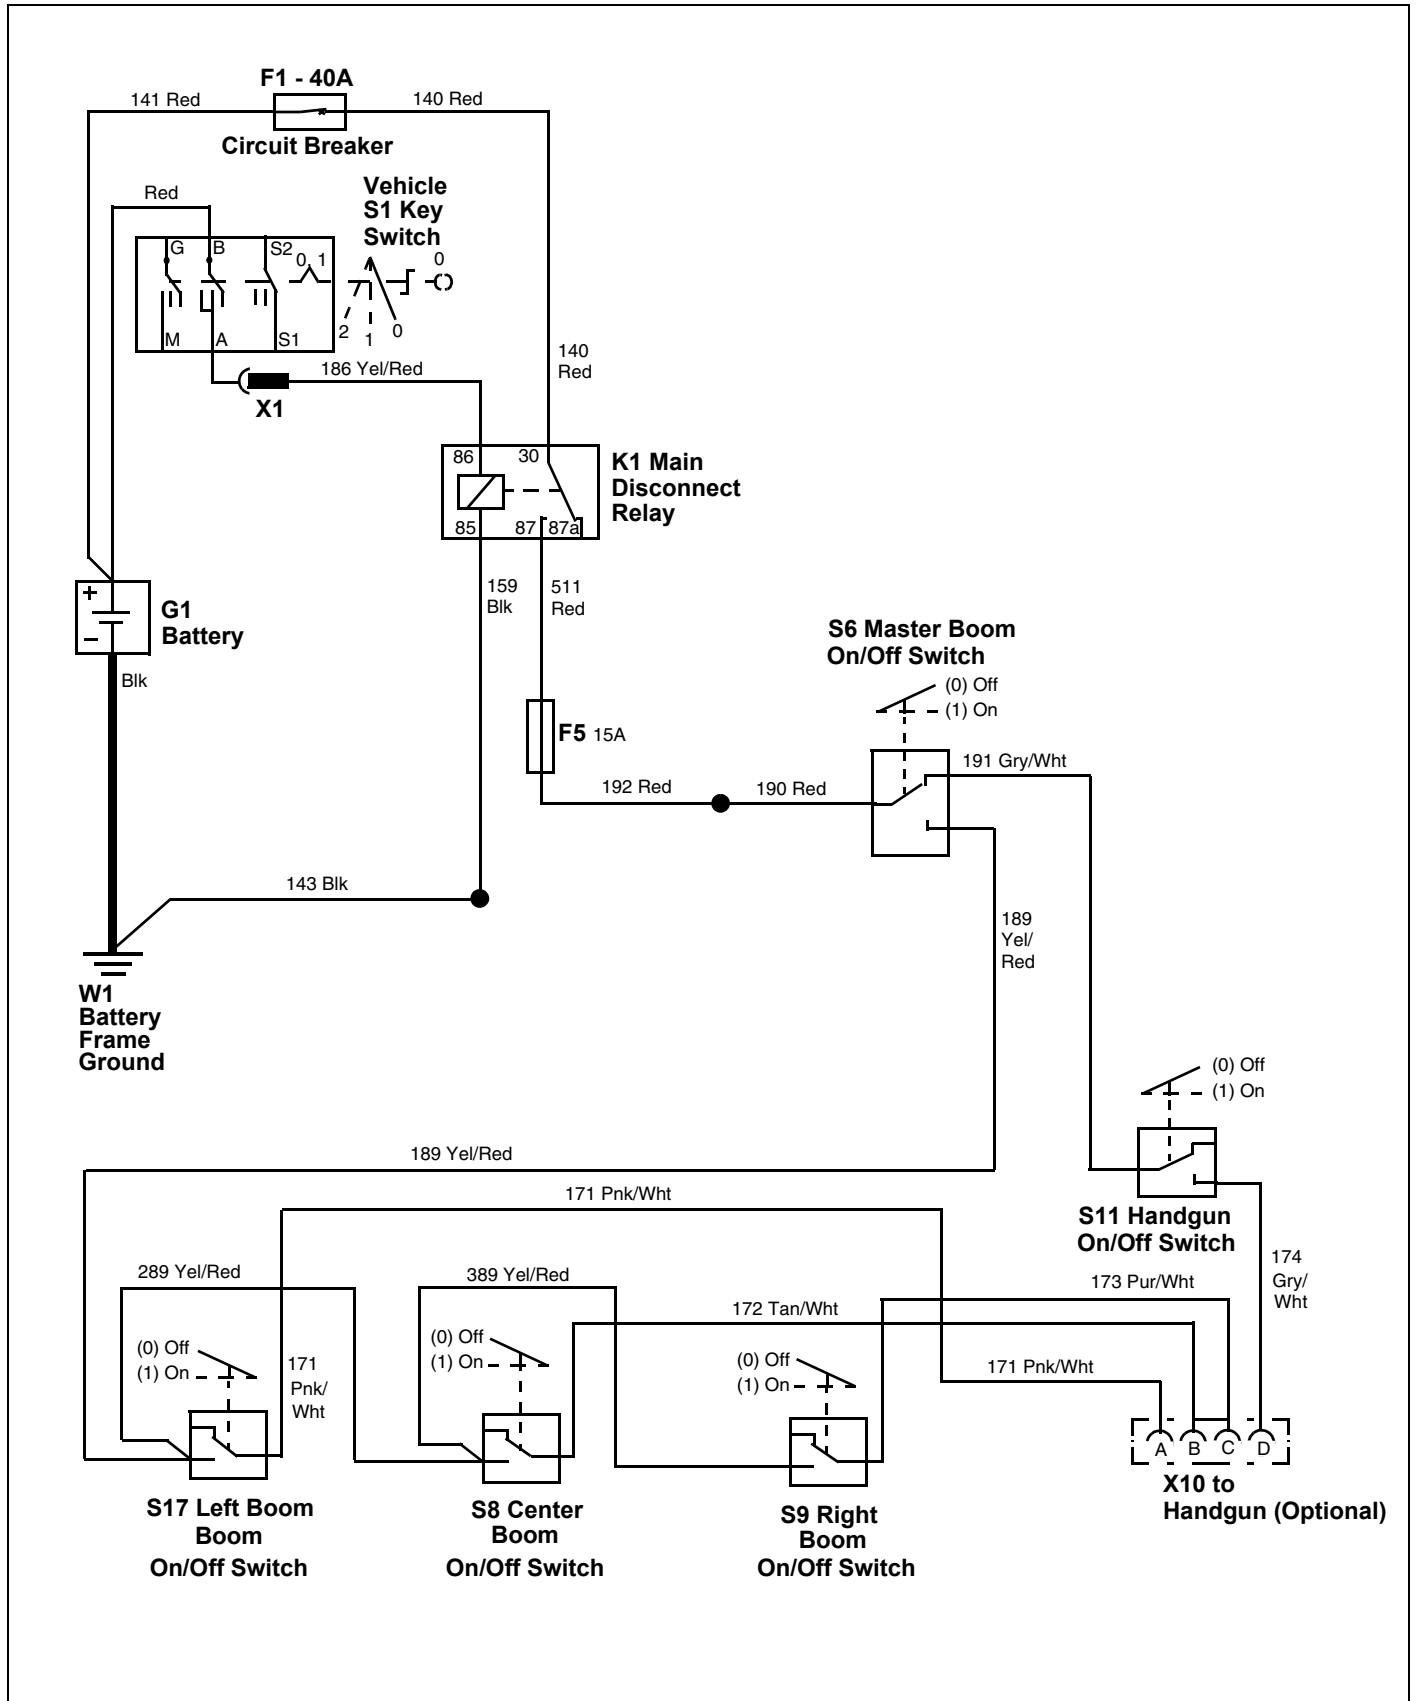 F1 - 40A
141 Red
140 Red
Circuit Breaker
Red
Vehicle
S1 Key
Switch
G
B
S2
0
1
0
2
1
0
M
A
S1
186 Yel/Red
X1
140
Red
86
30
K1 Main
Disconnect
Relay
85
87
87a
+
−
G1
Battery
159
Blk
511
Red
Blk
S6 Master Boom
On/Off Switch
(0) Off
(1) On
F5 15A
191 Gry/Wht
192 Red
190 Red
143 Blk
189
Yel/
Red
W1
Battery
Frame
Ground
(0) Off
(1) On
189 Yel/Red
171 Pnk/Wht
S11 Handgun
On/Off Switch
289 Yel/Red
389 Yel/Red
173 Pur/Wht
174
Gry/
Wht
172 Tan/Wht
(0) Off
(1) On
171
Pnk/
Wht
(0) Off
(1) On
(0) Off
(1) On
171 Pnk/Wht
A
B
C
D
X10 to
Handgun (Optional)
S17 Left Boom
Boom
On/Off Switch
S8 Center
Boom
On/Off Switch
S9 Right
Boom
On/Off Switch